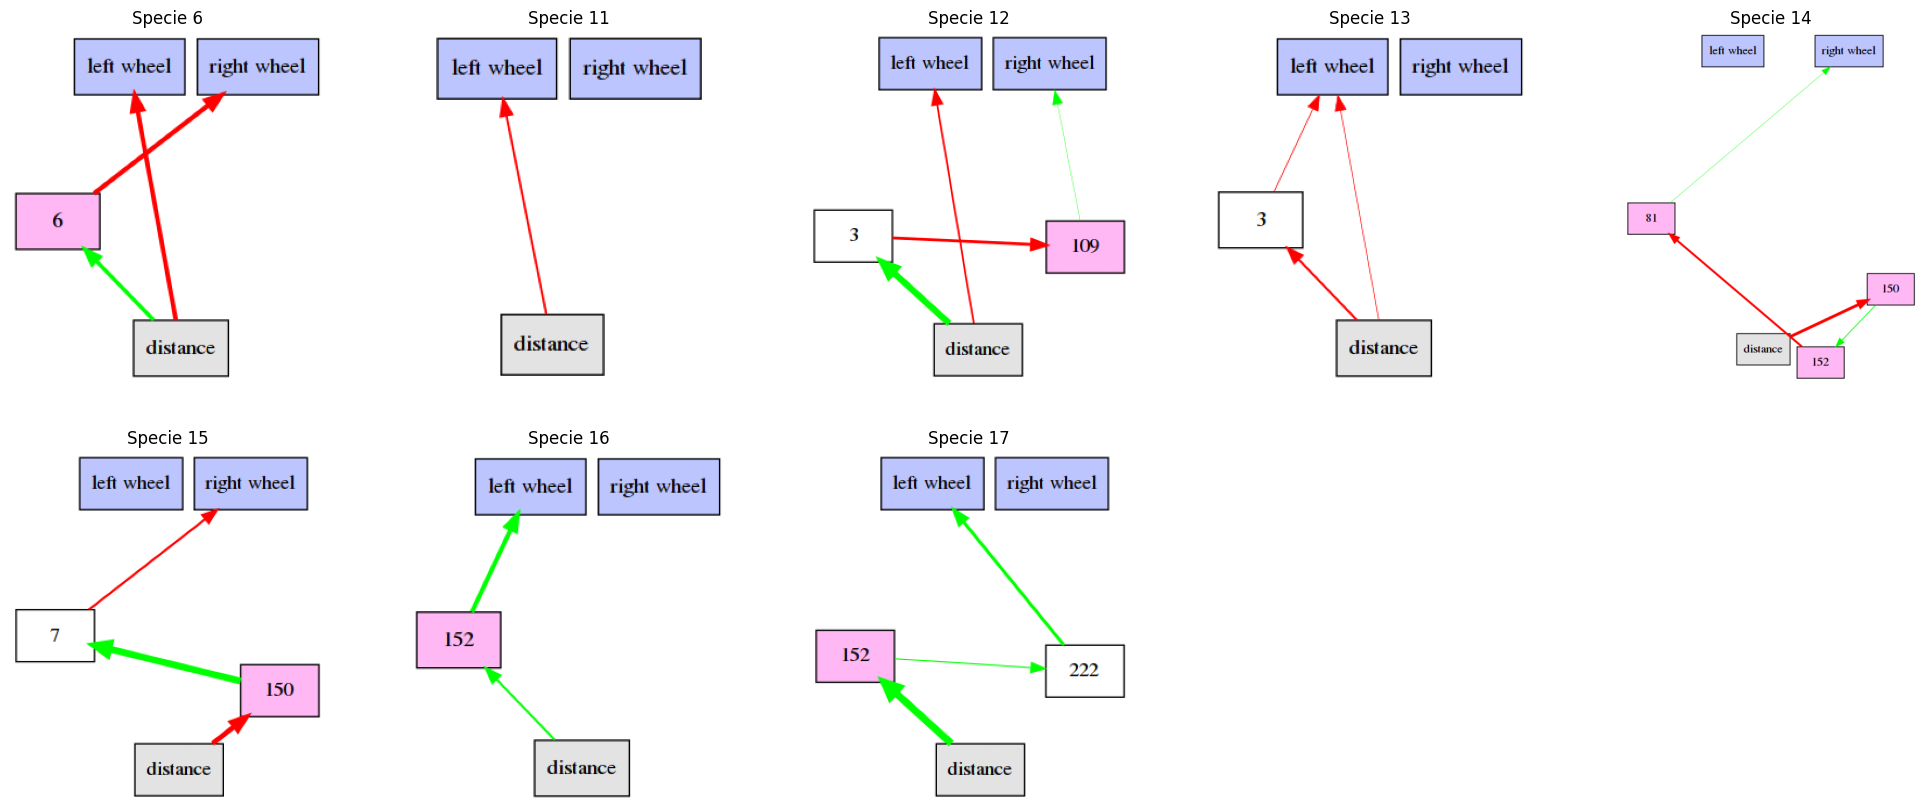 Specie 6
left wheel right wheel
6
distance
Specie 11
left wheel right wheel
distance
Specie 12
left wheel right wheel
3 109
distance
Specie 13
left wheel right wheel
3
distance
Specie 14
left wheel right wheel
81
150
distance
152
Specie 15
left wheel right wheel
7
150
distance
Specie 16
left wheel right wheel
152
distance
Specie 17
left wheel right wheel
152
222
distance